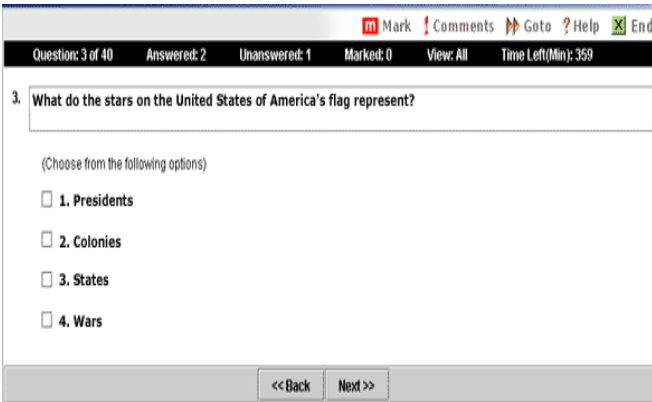 m Mark ! Comments Goto ? Help X End
Question: 3 of 40 Answered: 2 Unanswered: 1 Marked: 0 View: All Time Left(Min): 359
3. What do the stars on the United States of America's flag represent?
(Choose from the following options)
1. Presidents
2. Colonies
3. States
4. Wars
<< Back Next >>